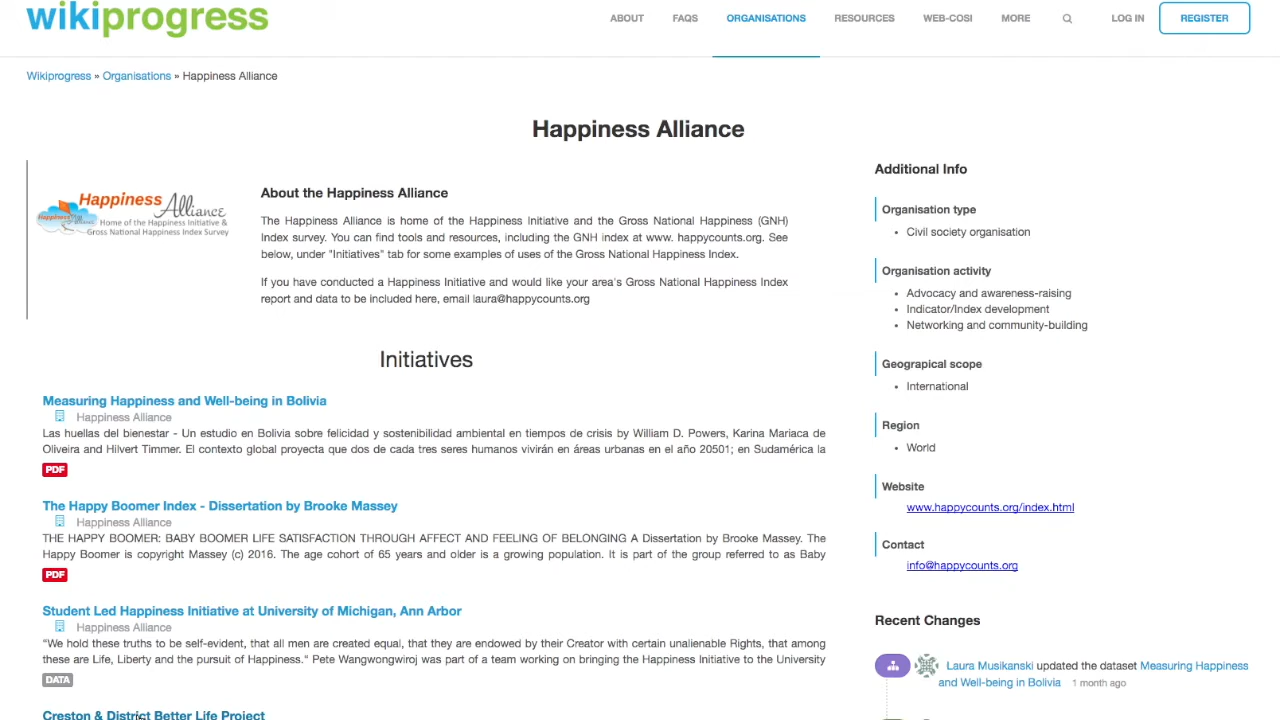 wikiprogress
ABOUT
FAQS
ORGANISATIONS
RESOURCES
WEB-COSI
MORE
LOG IN
REGISTER
Wikiprogress » Organisations » Happiness Alliance
Happiness Alliance
Happiness Alliance
Home of the Happiness Initiative &
Gross National Happiness Index Survey
About the Happiness Alliance
The Happiness Alliance is home of the Happiness Initiative and the Gross National Happiness (GNH)
Index survey. You can find tools and resources, including the GNH index at www. happycounts.org. See
below, under "Initiatives" tab for some examples of uses of the Gross National Happiness Index.
If you have conducted a Happiness Initiative and would like your area's Gross National Happiness Index
report and data to be included here, email laura@happycounts.org
Initiatives
Measuring Happiness and Well-being in Bolivia
Happiness Alliance
Las huellas del bienestar - Un estudio en Bolivia sobre felicidad y sostenibilidad ambiental en tiempos de crisis by William D. Powers, Karina Mariaca de
Oliveira and Hilvert Timmer. El contexto global proyecta que dos de cada tres seres humanos vivirán en áreas urbanas en el año 20501; en Sudamérica la
PDF
The Happy Boomer Index - Dissertation by Brooke Massey
Happiness Alliance
THE HAPPY BOOMER: BABY BOOMER LIFE SATISFACTION THROUGH AFFECT AND FEELING OF BELONGING A Dissertation by Brooke Massey. The
Happy Boomer is copyright Massey (c) 2016. The age cohort of 65 years and older is a growing population. It is part of the group referred to as Baby
PDF
Student Led Happiness Initiative at University of Michigan, Ann Arbor
Happiness Alliance
"We hold these truths to be self-evident, that all men are created equal, that they are endowed by their Creator with certain unalienable Rights, that among
these are Life, Liberty and the pursuit of Happiness." Pete Wangwongwiroj was part of a team working on bringing the Happiness Initiative to the University
DATA
Creston & District Better Life Project
Additional Info
Organisation type
• Civil society organisation
Organisation activity
• Advocacy and awareness-raising
• Indicator/Index development
• Networking and community-building
Geograpical scope
• International
Region
• World
Website
www.happycounts.org/index.html
Contact
info@happycounts.org
Recent Changes
Laura Musikanski updated the dataset Measuring Happiness
and Well-being in Bolivia 1 month ago